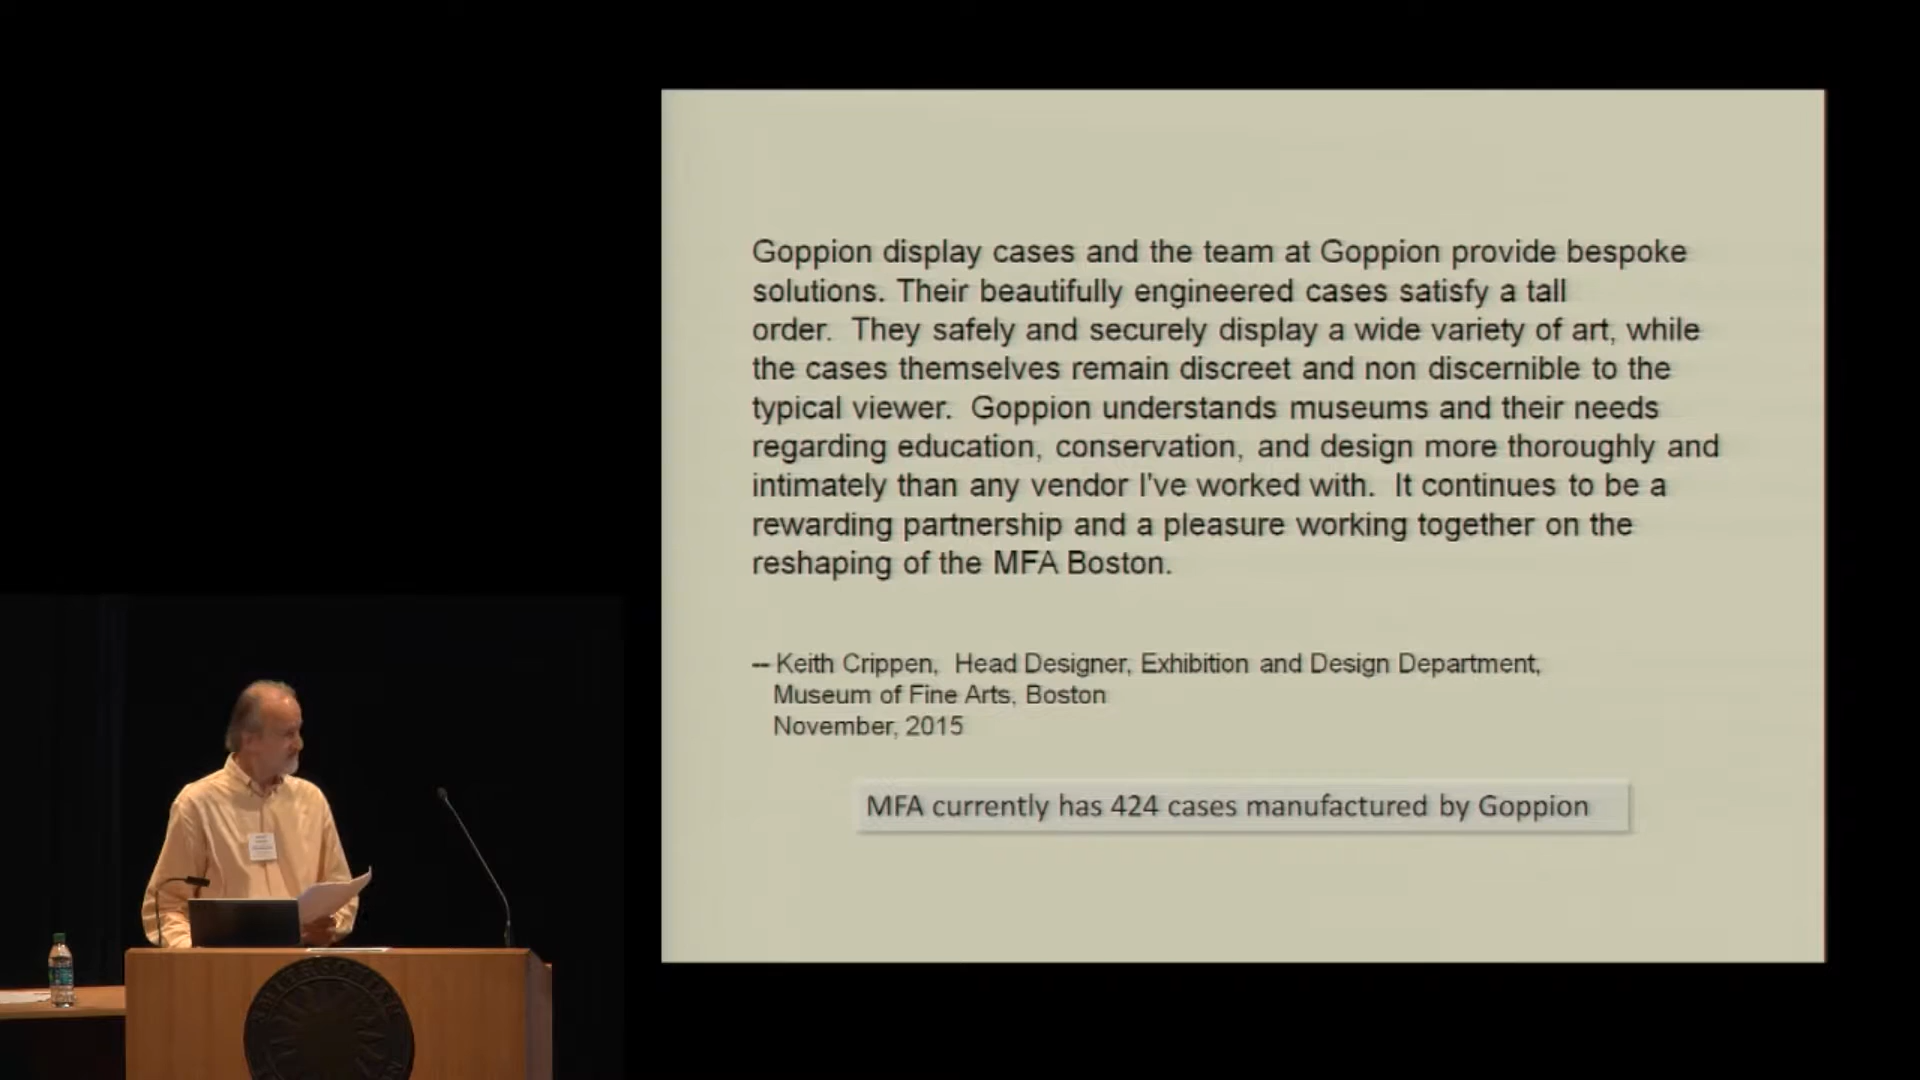 Goppion display cases and the team at Goppion provide bespoke
solutions. Their beautifully engineered cases satisfy a tall
order.  They safely and securely display a wide variety of art, while
the cases themselves remain discreet and non discernible to the
typical viewer.  Goppion understands museums and their needs
regarding education, conservation, and design more thoroughly and
intimately than any vendor I've worked with.  It continues to be a
rewarding partnership and a pleasure working together on the
reshaping of the MFA Boston.
-- Keith Crippen,  Head Designer, Exhibition and Design Department,
Museum of Fine Arts, Boston
November, 2015
MFA currently has 424 cases manufactured by Goppion